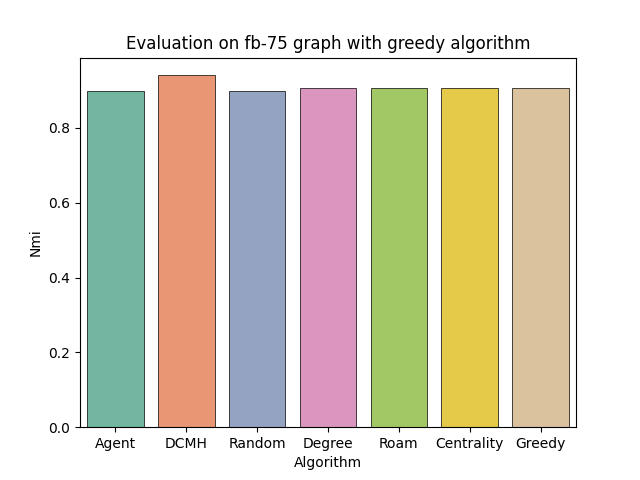 Evaluation on fb-75 graph with greedy algorithm
Nmi
0.8
0.6
0.4
0.2
0.0
Agent DCMH Random Degree Roam Centrality Greedy
Algorithm